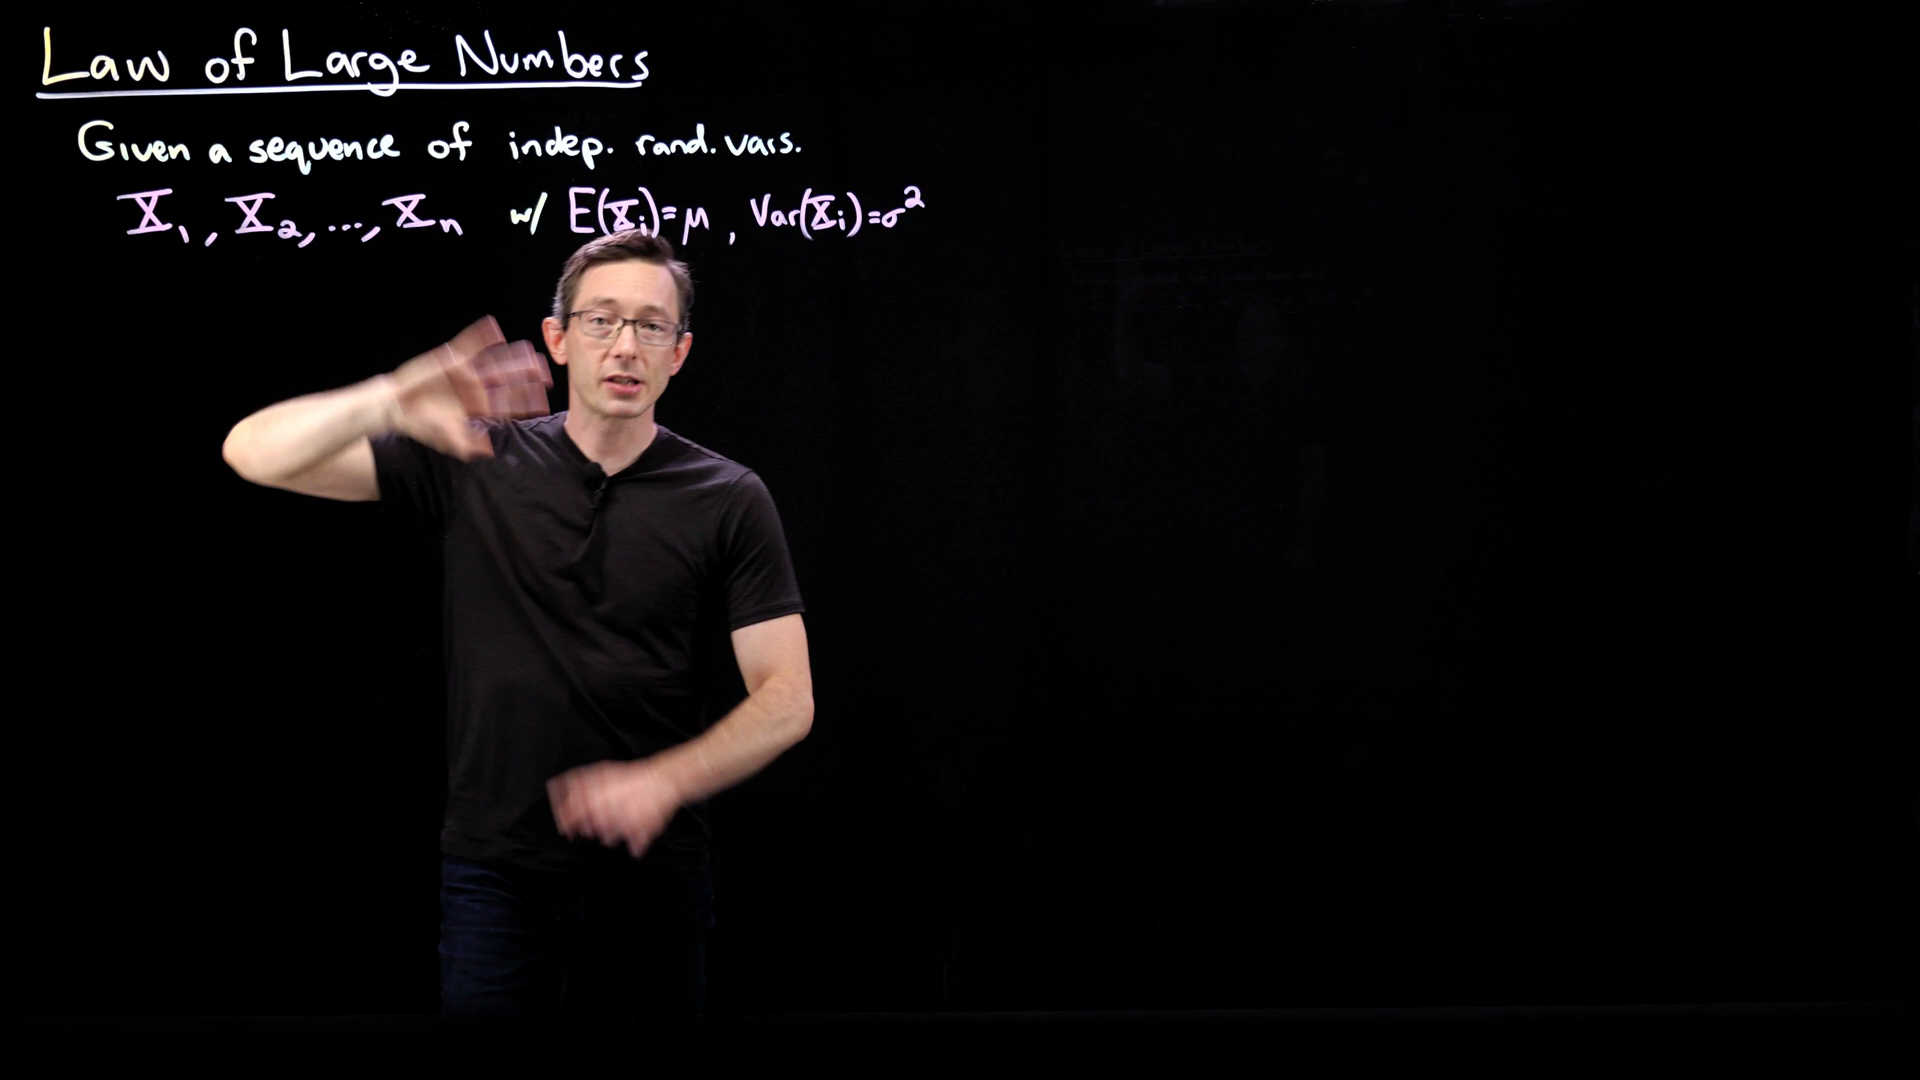 Law of Large Numbers
Given a sequence of indep. rand. vars.
X₁, X₂, ..., Xₙ w/ E(Xᵢ)=μ, Var(Xᵢ)=σ²